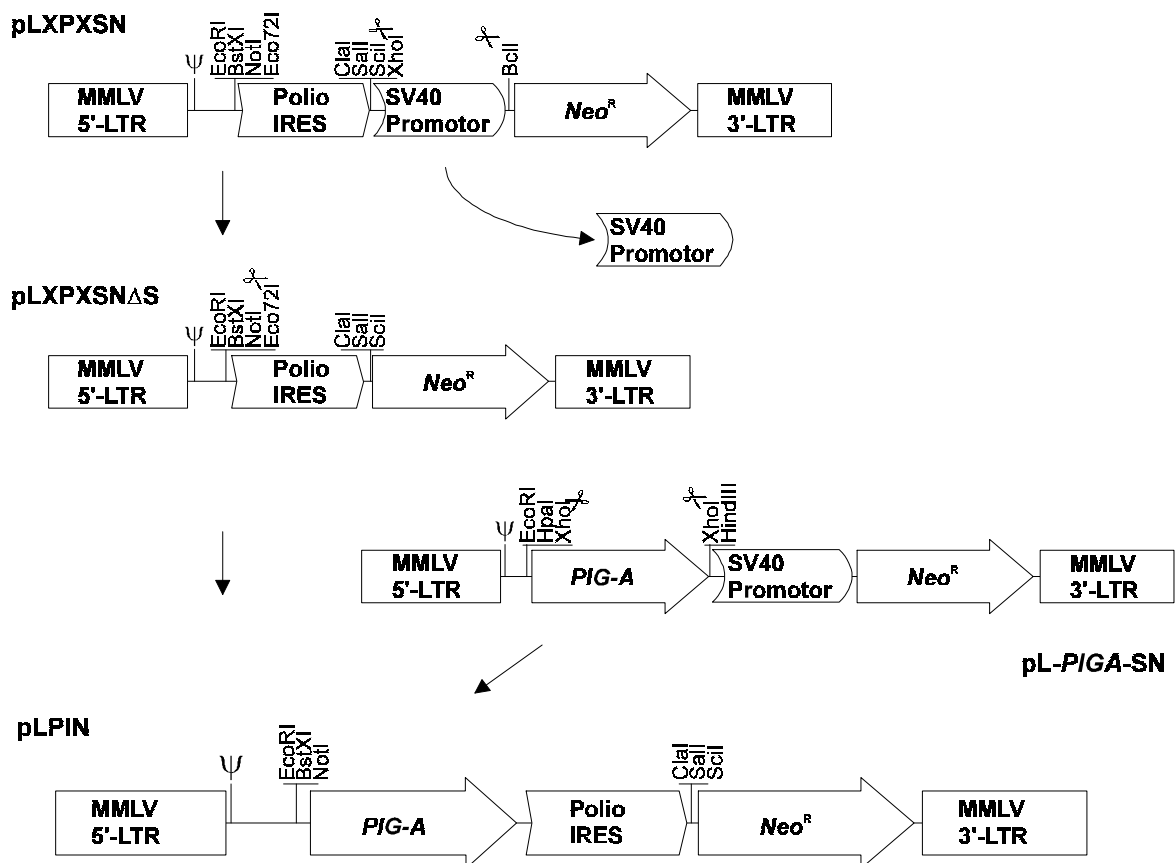 pLXPXSN
Ψ
EcoRI
BstXI
NotI
Eco72I
ClaI
SalI
SciI
XhoI
BclI
MMLV
5'-LTR
Polio
IRES
SV40
Promotor
Neo^R
MMLV
3'-LTR
SV40
Promotor
pLXPXSNΔS
Ψ
EcoRI
BstXI
NotI
Eco72I
ClaI
SalI
SciI
MMLV
5'-LTR
Polio
IRES
Neo^R
MMLV
3'-LTR
Ψ
EcoRI
HpaI
XhoI
XhoI
HindIII
MMLV
5'-LTR
PIG-A
SV40
Promotor
Neo^R
MMLV
3'-LTR
pL-PIGA-SN
pLPIN
Ψ
EcoRI
BstXI
NotI
ClaI
SalI
SciI
MMLV
5'-LTR
PIG-A
Polio
IRES
Neo^R
MMLV
3'-LTR